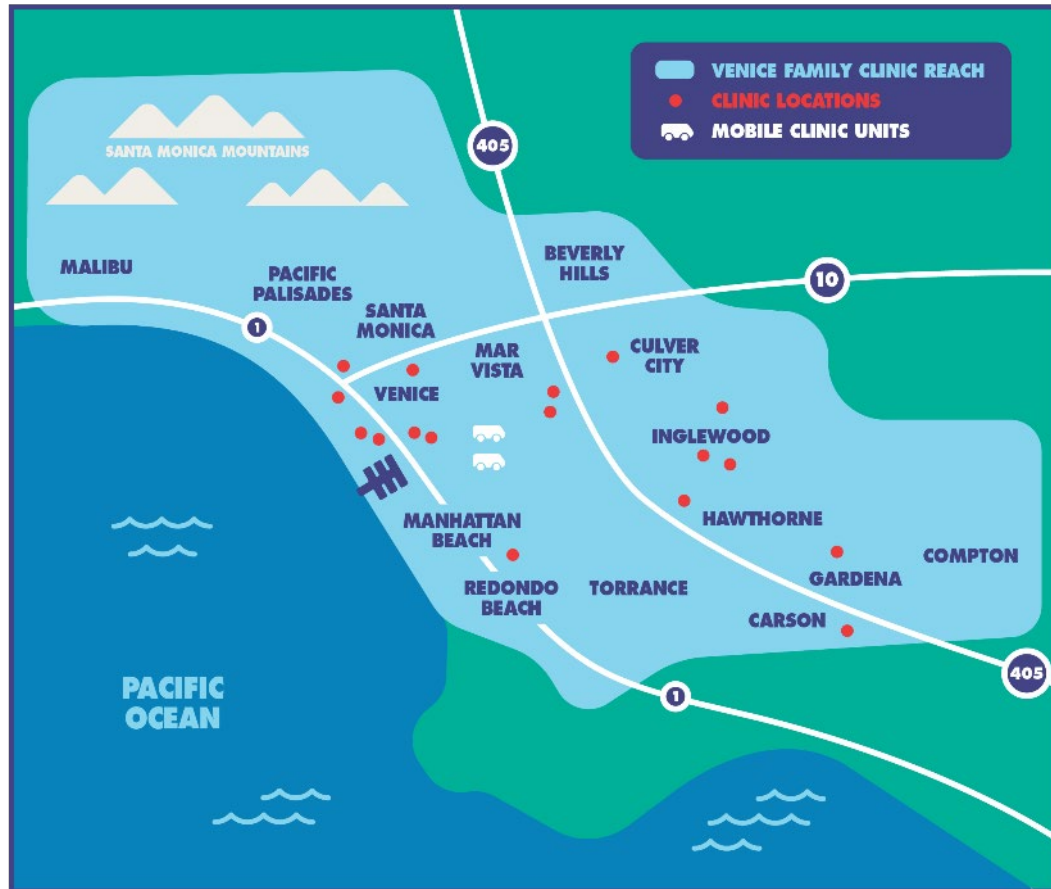 VENICE FAMILY CLINIC REACH
CLINIC LOCATIONS
MOBILE CLINIC UNITS
405
SANTA MONICA MOUNTAINS
BEVERLY
HILLS
MALIBU
PACIFIC
PALISADES
10
SANTA
MONICA
1
MAR
VISTA
CULVER
CITY
VENICE
INGLEWOOD
MANHATTAN
BEACH
HAWTHORNE
COMPTON
GARDENA
REDONDO
BEACH
TORRANCE
CARSON
405
PACIFIC
OCEAN
1